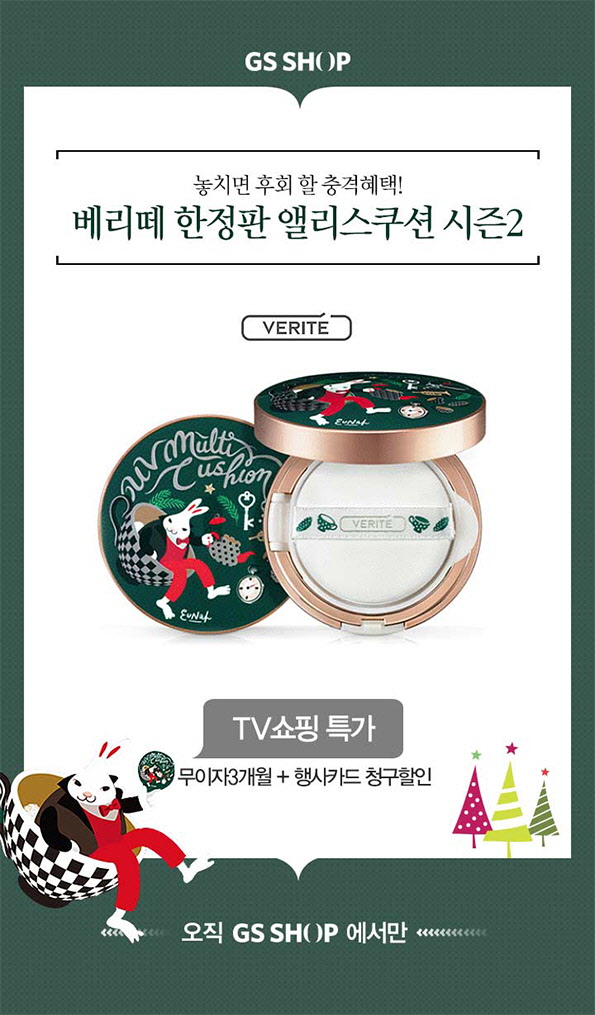 GS SHOP
놓치면 후회 할 충격혜택!
베리떼 한정판 앨리스쿠션 시즌2
VERITÉ
UV Multi
Cushion
EUNAH
EUNAH
VERITÉ
TV쇼핑 특가
무이자3개월 + 행사카드 청구할인
오직 GS SHOP 에서만